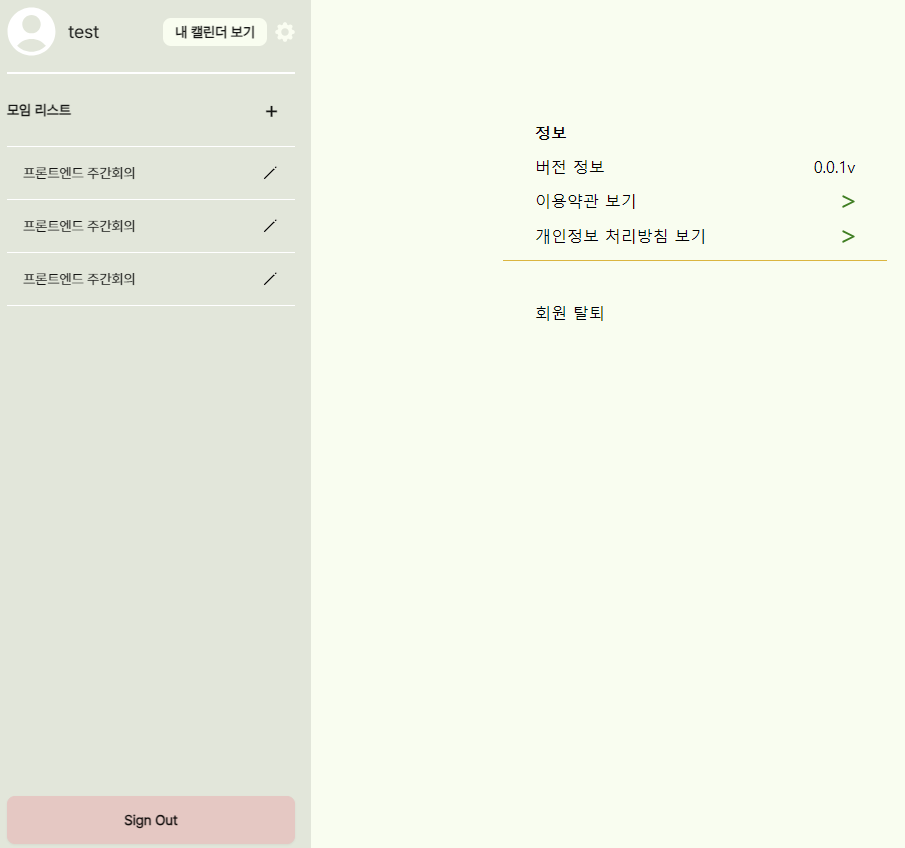 test
내 캘린더 보기
모임 리스트
+
프론트엔드 주간회의
프론트엔드 주간회의
프론트엔드 주간회의
Sign Out
정보
버전 정보 0.0.1v
이용약관 보기 >
개인정보 처리방침 보기 >
회원 탈퇴